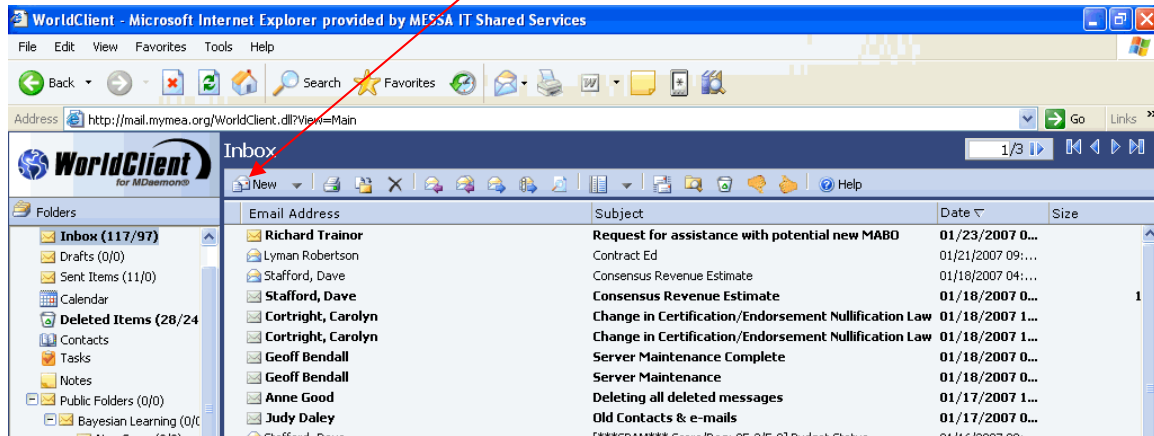 WorldClient - Microsoft Internet Explorer provided by MESSA IT Shared Services
File Edit View Favorites Tools Help
Back Search Favorites
Address http://mail.mymea.org/WorldClient.dll?View=Main Go Links »
WorldClient
for MDaemon®
Inbox 1/3
New Help
Folders Email Address Subject Date Size
Inbox (117/97) Richard Trainor Request for assistance with potential new MABO 01/23/2007 0...
Drafts (0/0) Lyman Robertson Contract Ed 01/21/2007 09:...
Sent Items (11/0) Stafford, Dave Consensus Revenue Estimate 01/18/2007 04:...
Calendar Stafford, Dave Consensus Revenue Estimate 01/18/2007 0... 1
Deleted Items (28/24 Cortright, Carolyn Change in Certification/Endorsement Nullification Law 01/18/2007 1...
Contacts Cortright, Carolyn Change in Certification/Endorsement Nullification Law 01/18/2007 1...
Tasks Geoff Bendall Server Maintenance Complete 01/18/2007 0...
Notes Geoff Bendall Server Maintenance 01/18/2007 0...
Public Folders (0/0) Anne Good Deleting all deleted messages 01/17/2007 1...
Bayesian Learning (0/0 Judy Daley Old Contacts & e-mails 01/17/2007 0...